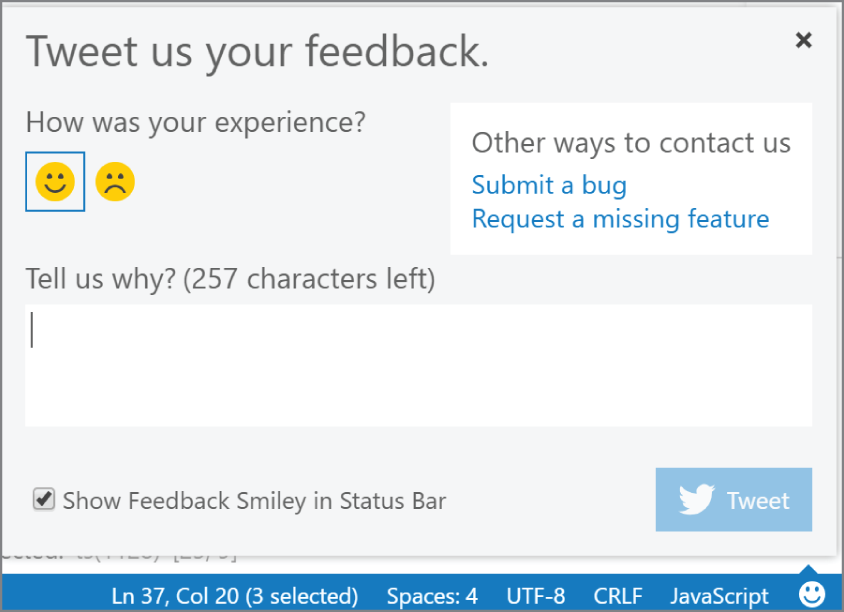 Tweet us your feedback.
How was your experience?
Other ways to contact us
Submit a bug
Request a missing feature
Tell us why? (257 characters left)
Show Feedback Smiley in Status Bar
Tweet
Ln 37, Col 20 (3 selected) Spaces: 4 UTF-8 CRLF JavaScript